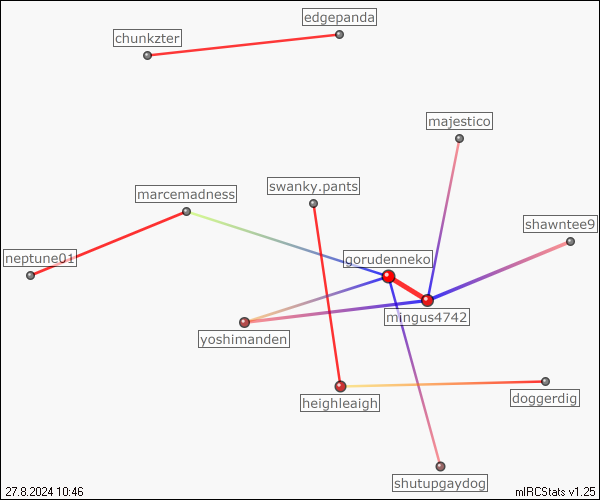 edgepanda
chunkzter
majestico
swanky.pants
marcemadness
shawntee9
neptune01
gorudenneko
mingus4742
yoshimanden
doggerdig
heighleaigh
shutupgaydog
27.8.2024 10:46
mIRCStats v1.25